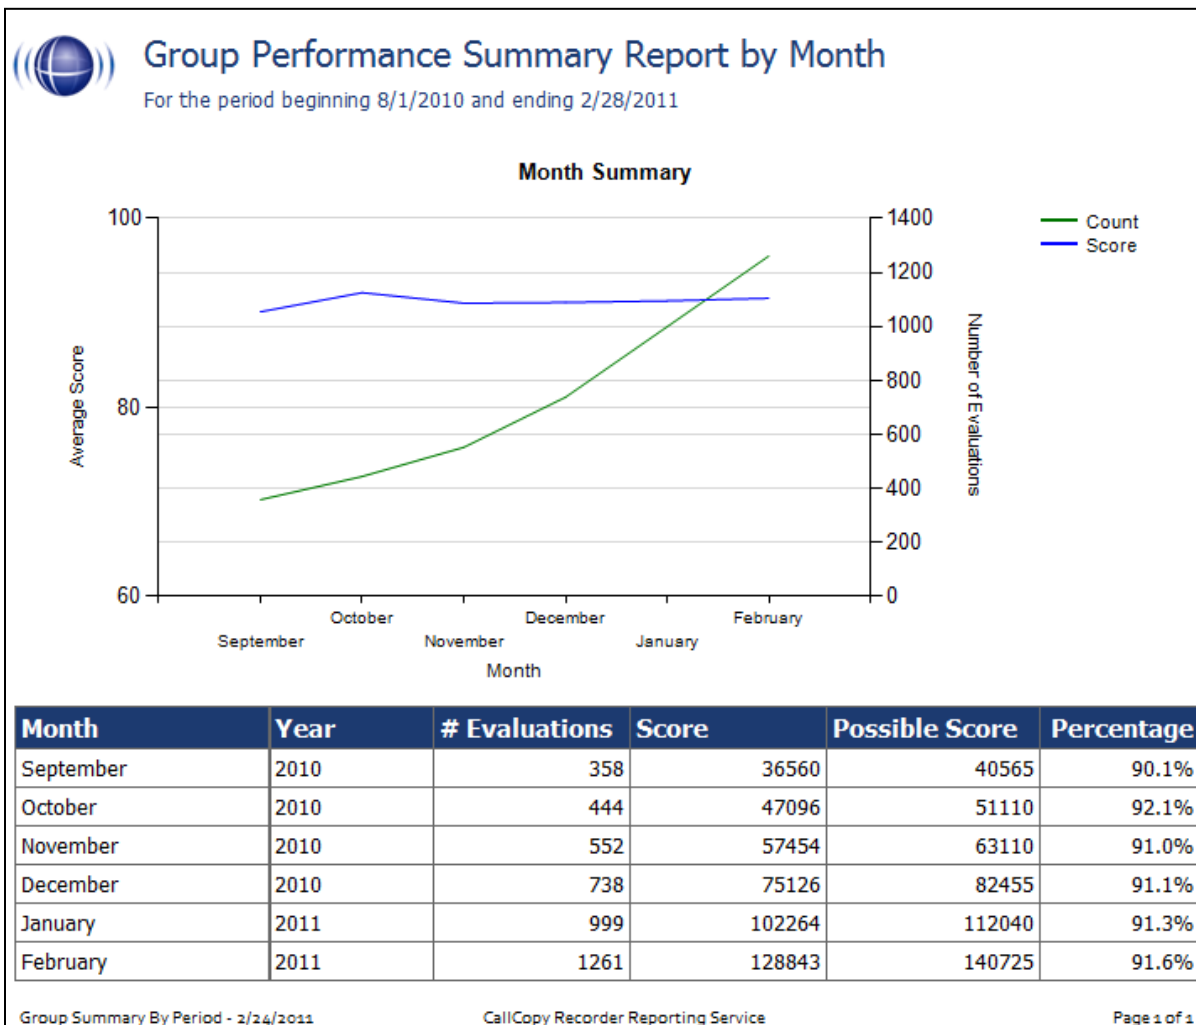 Group Performance Summary Report by Month
For the period beginning 8/1/2010 and ending 2/28/2011
Month Summary
100
80
60
Average Score
1400
1200
1000
800
600
400
200
0
Number of Evaluations
Count
Score
October December February
September November January
Month
Month Year # Evaluations Score Possible Score Percentage
September 2010 358 36560 40565 90.1%
October 2010 444 47096 51110 92.1%
November 2010 552 57454 63110 91.0%
December 2010 738 75126 82455 91.1%
January 2011 999 102264 112040 91.3%
February 2011 1261 128843 140725 91.6%
Group Summary By Period - 2/24/2011 CallCopy Recorder Reporting Service Page 1 of 1